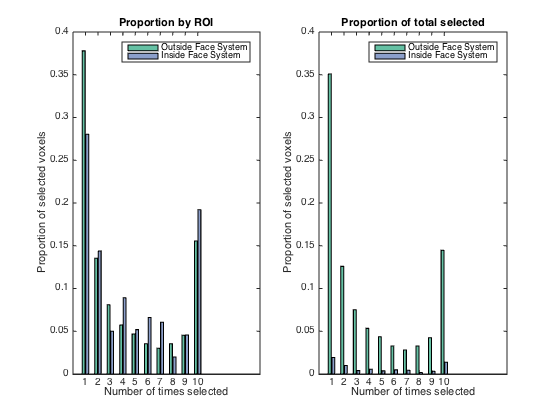 Proportion by ROI
Outside Face System
Inside Face System
0.4
0.35
0.3
0.25
0.2
0.15
0.1
0.05
0
Proportion of selected voxels
1 2 3 4 5 6 7 8 9 10
Number of times selected
Proportion of total selected
Outside Face System
Inside Face System
0.4
0.35
0.3
0.25
0.2
0.15
0.1
0.05
0
Proportion of selected voxels
1 2 3 4 5 6 7 8 9 10
Number of times selected